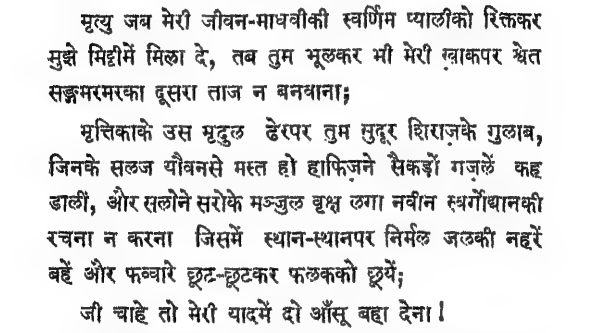 मृत्यु जब मेरी जीवन-माधवीकी स्वर्णिम प्यालीको रिक्तकर
मुझे मिट्टीमें मिला दे, तब तुम भूलकर भी मेरी ख़ाकपर श्वेत
सङ्गमरमरका दूसरा ताज न बनवाना;
मृत्तिकाके उस मृदुल ढेरपर तुम सुदूर शिराज़के गुलाब,
जिनके सलज यौवनसे मस्त हो हाफिज़ने सैकड़ों गज़लें कह
डालीं, और सलोने सरोके मञ्जुल वृक्ष लगा नवीन स्वर्गोद्यानकी
रचना न करना जिसमें स्थान-स्थानपर निर्मल जलकी नहरें
बहें और फव्वारे छूट-छूटकर फलकको छूयें;
जी चाहे तो मेरी यादमें दो आँसू बहा देना!